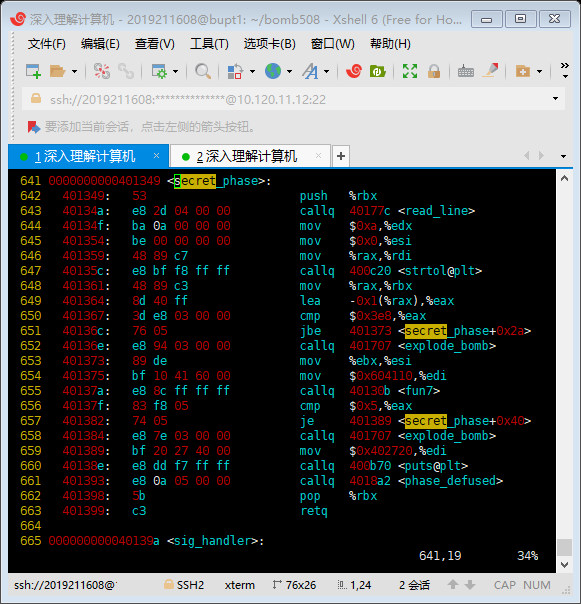 深入理解计算机 - 2019211608@bupt1: ~/bomb508 - Xshell 6 (Free for Ho...
文件(F) 编辑(E) 查看(V) 工具(T) 选项卡(B) 窗口(W) 帮助(H)
ssh://2019211608:**************@10.120.11.12:22
要添加当前会话，点击左侧的箭头按钮。
1 深入理解计算机 × 2 深入理解计算机 × +
641 0000000000401349 <secret_phase>:
642 401349: 53 push %rbx
643 40134a: e8 2d 04 00 00 callq 40177c <read_line>
644 40134f: ba 0a 00 00 00 mov $0xa,%edx
645 401354: be 00 00 00 00 mov $0x0,%esi
646 401359: 48 89 c7 mov %rax,%rdi
647 40135c: e8 bf f8 ff ff callq 400c20 <strtol@plt>
648 401361: 48 89 c3 mov %rax,%rbx
649 401364: 8d 40 ff lea -0x1(%rax),%eax
650 401367: 3d e8 03 00 00 cmp $0x3e8,%eax
651 40136c: 76 05 jbe 401373 <secret_phase+0x2a>
652 40136e: e8 94 03 00 00 callq 401707 <explode_bomb>
653 401373: 89 de mov %ebx,%esi
654 401375: bf 10 41 60 00 mov $0x604110,%edi
655 40137a: e8 8c ff ff ff callq 40130b <fun7>
656 40137f: 83 f8 05 cmp $0x5,%eax
657 401382: 74 05 je 401389 <secret_phase+0x40>
658 401384: e8 7e 03 00 00 callq 401707 <explode_bomb>
659 401389: bf 20 27 40 00 mov $0x402720,%edi
660 40138e: e8 dd f7 ff ff callq 400b70 <puts@plt>
661 401393: e8 0a 05 00 00 callq 4018a2 <phase_defused>
662 401398: 5b pop %rbx
663 401399: c3 retq
664
665 000000000040139a <sig_handler>:
641,19 34%
ssh://2019211608@ SSH2 xterm 76x26 1,24 2 会话 CAP NUM